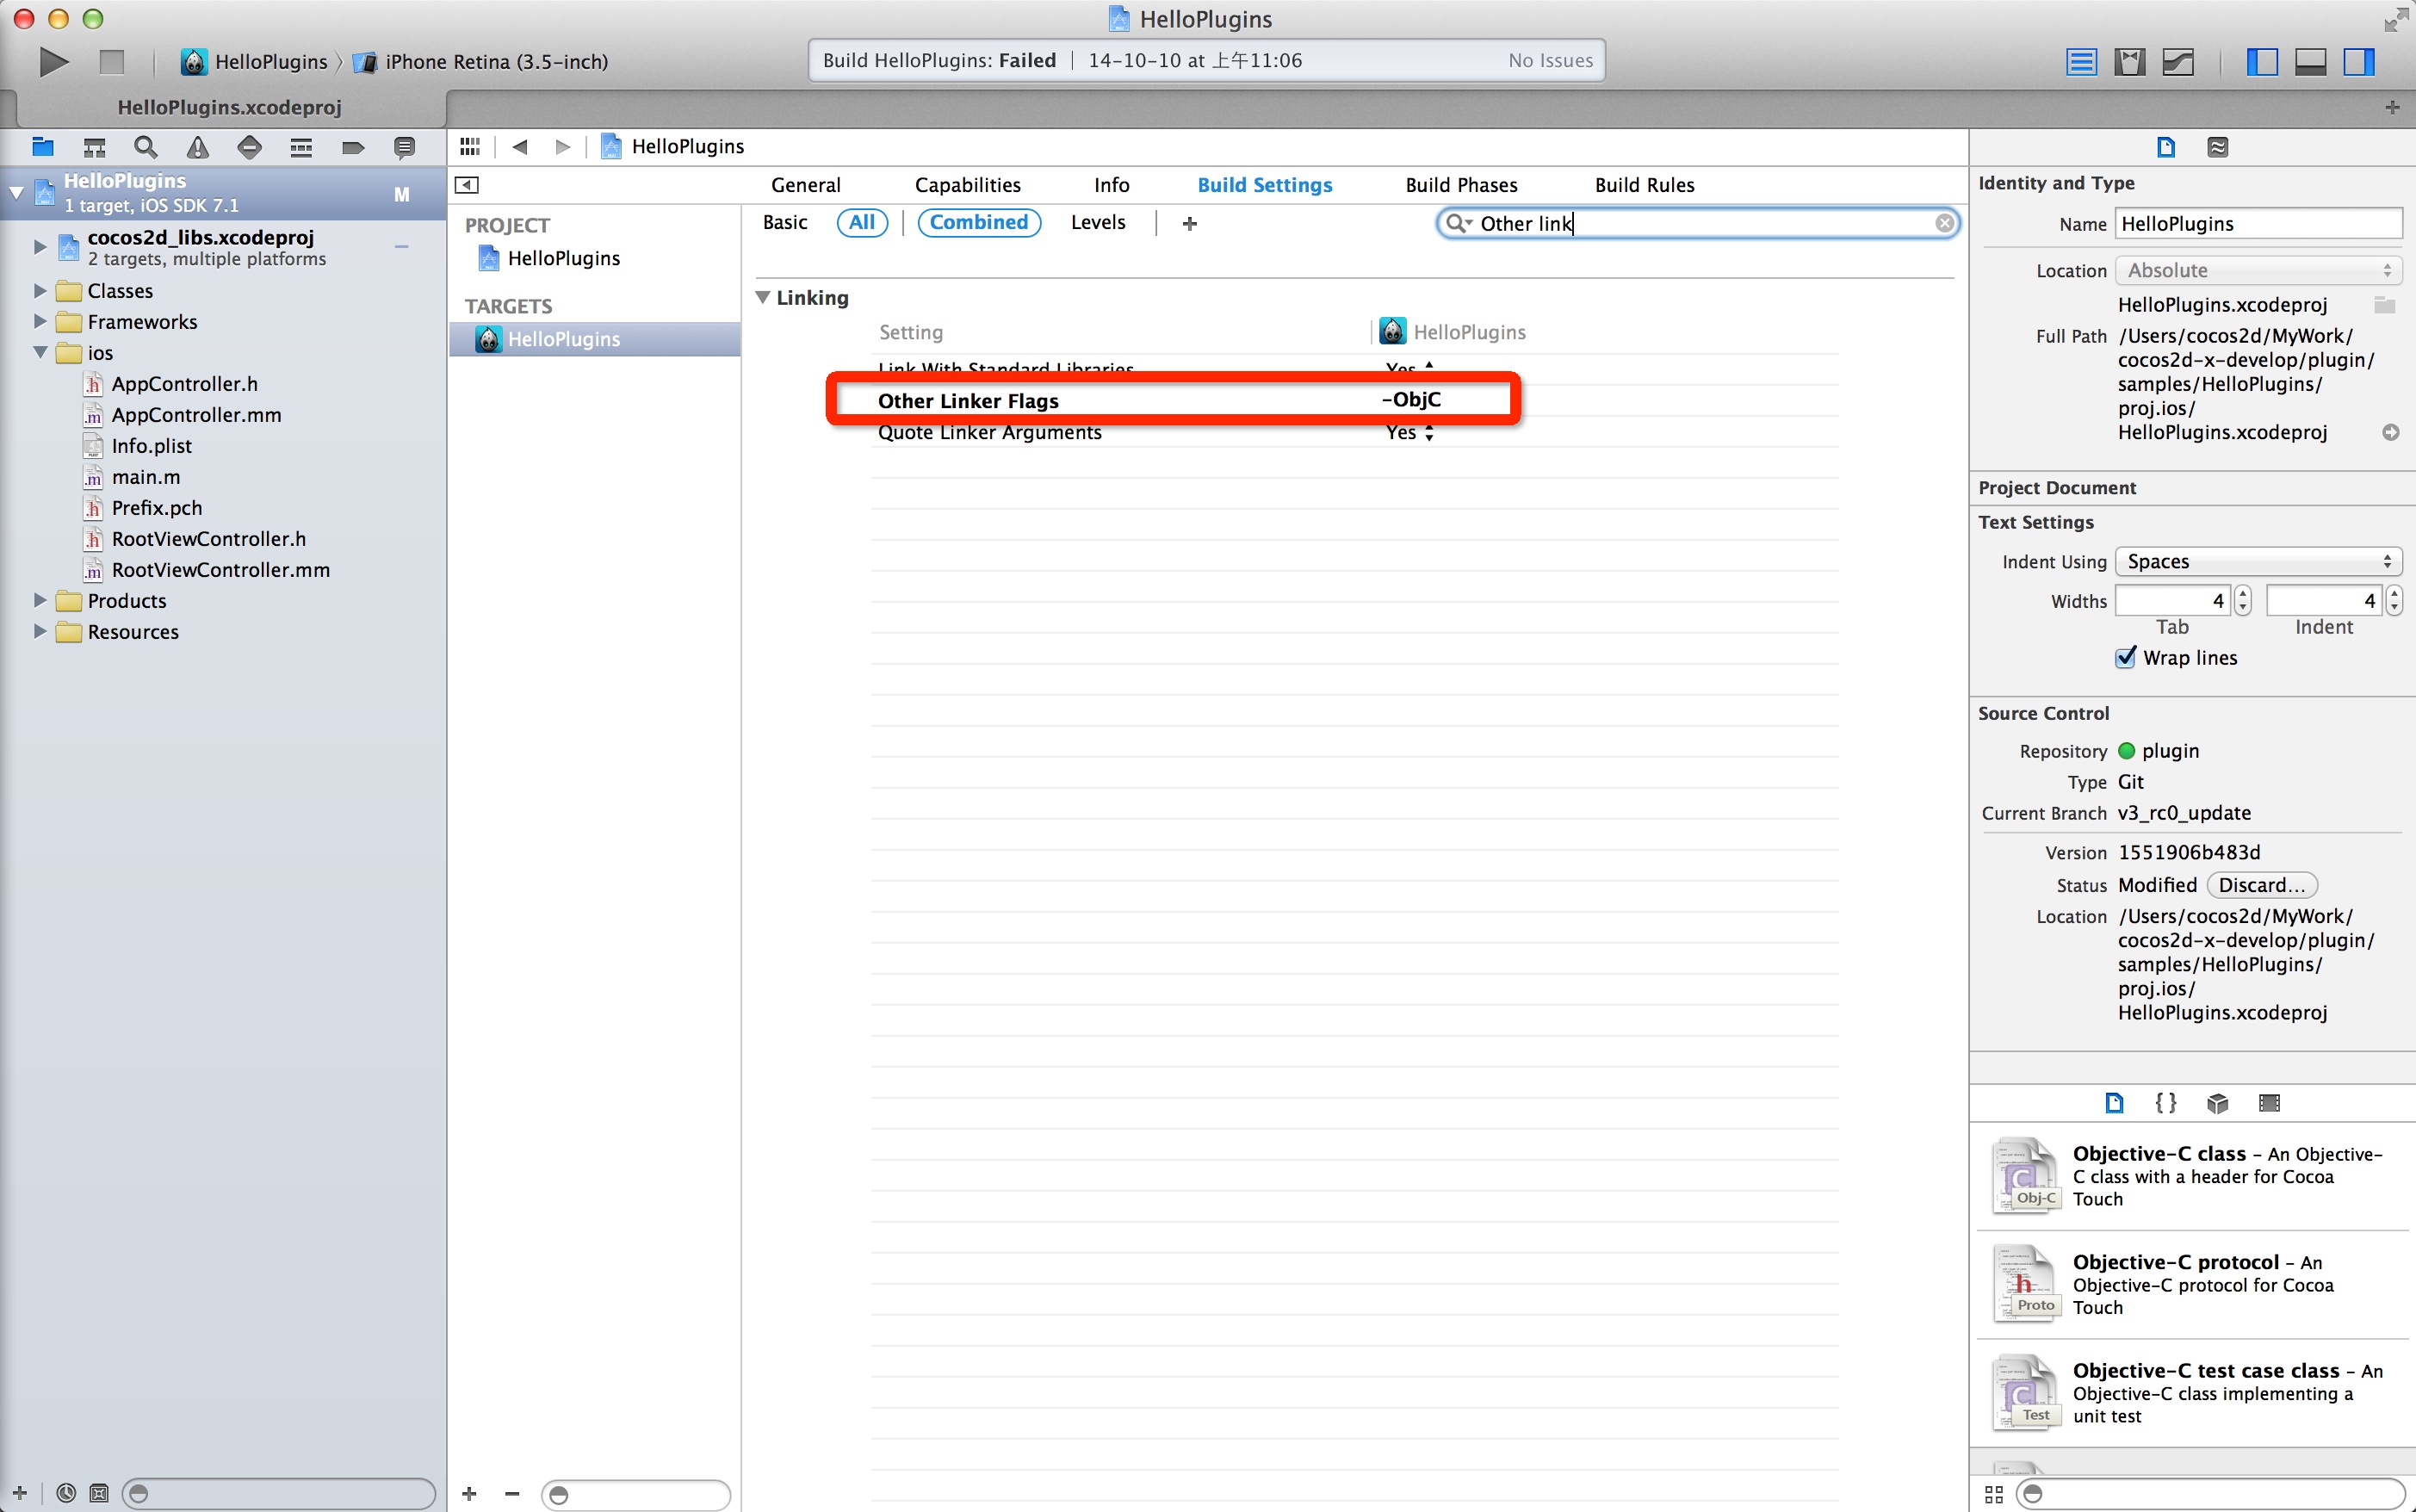 HelloPlugins
HelloPlugins
iPhone Retina (3.5-inch)
Build HelloPlugins: Failed
14-10-10 at 上午11:06
No Issues
HelloPlugins.xcodeproj
HelloPlugins
1 target, iOS SDK 7.1
M
cocos2d_libs.xcodeproj
2 targets, multiple platforms
Classes
Frameworks
ios
AppController.h
AppController.mm
Info.plist
main.m
Prefix.pch
RootViewController.h
RootViewController.mm
Products
Resources
HelloPlugins
General
Capabilities
Info
Build Settings
Build Phases
Build Rules
PROJECT
HelloPlugins
TARGETS
HelloPlugins
Basic
All
Combined
Levels
Other link
Linking
Setting
HelloPlugins
Link With Standard Libraries
Yes
Other Linker Flags
-ObjC
Quote Linker Arguments
Yes
Identity and Type
Name HelloPlugins
Location Absolute
HelloPlugins.xcodeproj
Full Path /Users/cocos2d/MyWork/
cocos2d-x-develop/plugin/
samples/HelloPlugins/
proj.ios/
HelloPlugins.xcodeproj
Project Document
Text Settings
Indent Using Spaces
Widths 4 4
Tab Indent
Wrap lines
Source Control
Repository plugin
Type Git
Current Branch v3_rc0_update
Version 1551906b483d
Status Modified Discard...
Location /Users/cocos2d/MyWork/
cocos2d-x-develop/plugin/
samples/HelloPlugins/
proj.ios/
HelloPlugins.xcodeproj
{ }
Obj-C
Objective-C class – An Objective-
C class with a header for Cocoa
Touch
Proto
Objective-C protocol – An
Objective-C protocol for Cocoa
Touch
Test
Objective-C test case class – An
Objective-C class implementing a
unit test